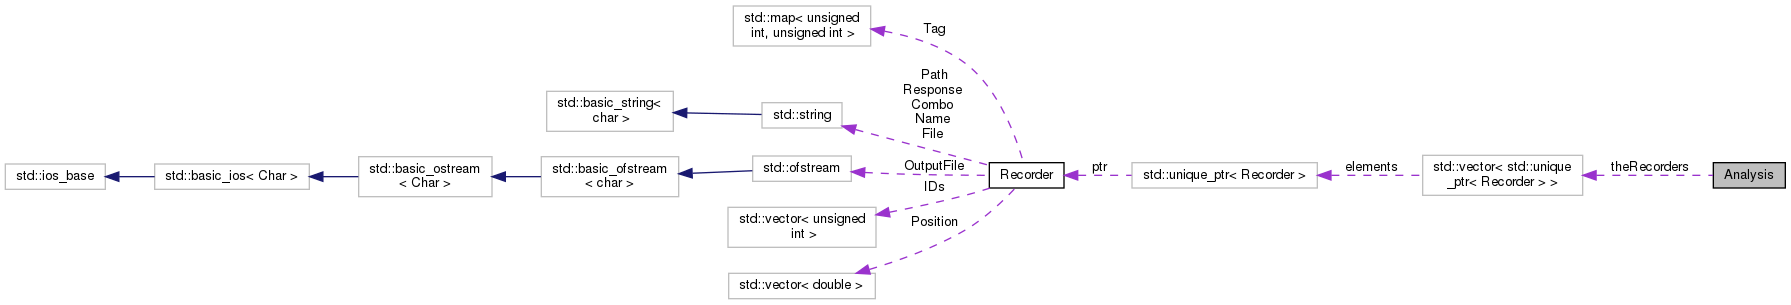 std::map< unsigned
int, unsigned int >
Tag
Path
Response
Combo
Name
File
std::basic_string<
char >
std::string
std::ios_base
std::basic_ios< Char >
std::basic_ostream
< Char >
std::basic_ofstream
< char >
std::ofstream
OutputFile
IDs
Position
Recorder
ptr
std::unique_ptr< Recorder >
elements
std::vector< std::unique
_ptr< Recorder > >
theRecorders
Analysis
std::vector< unsigned
int >
std::vector< double >